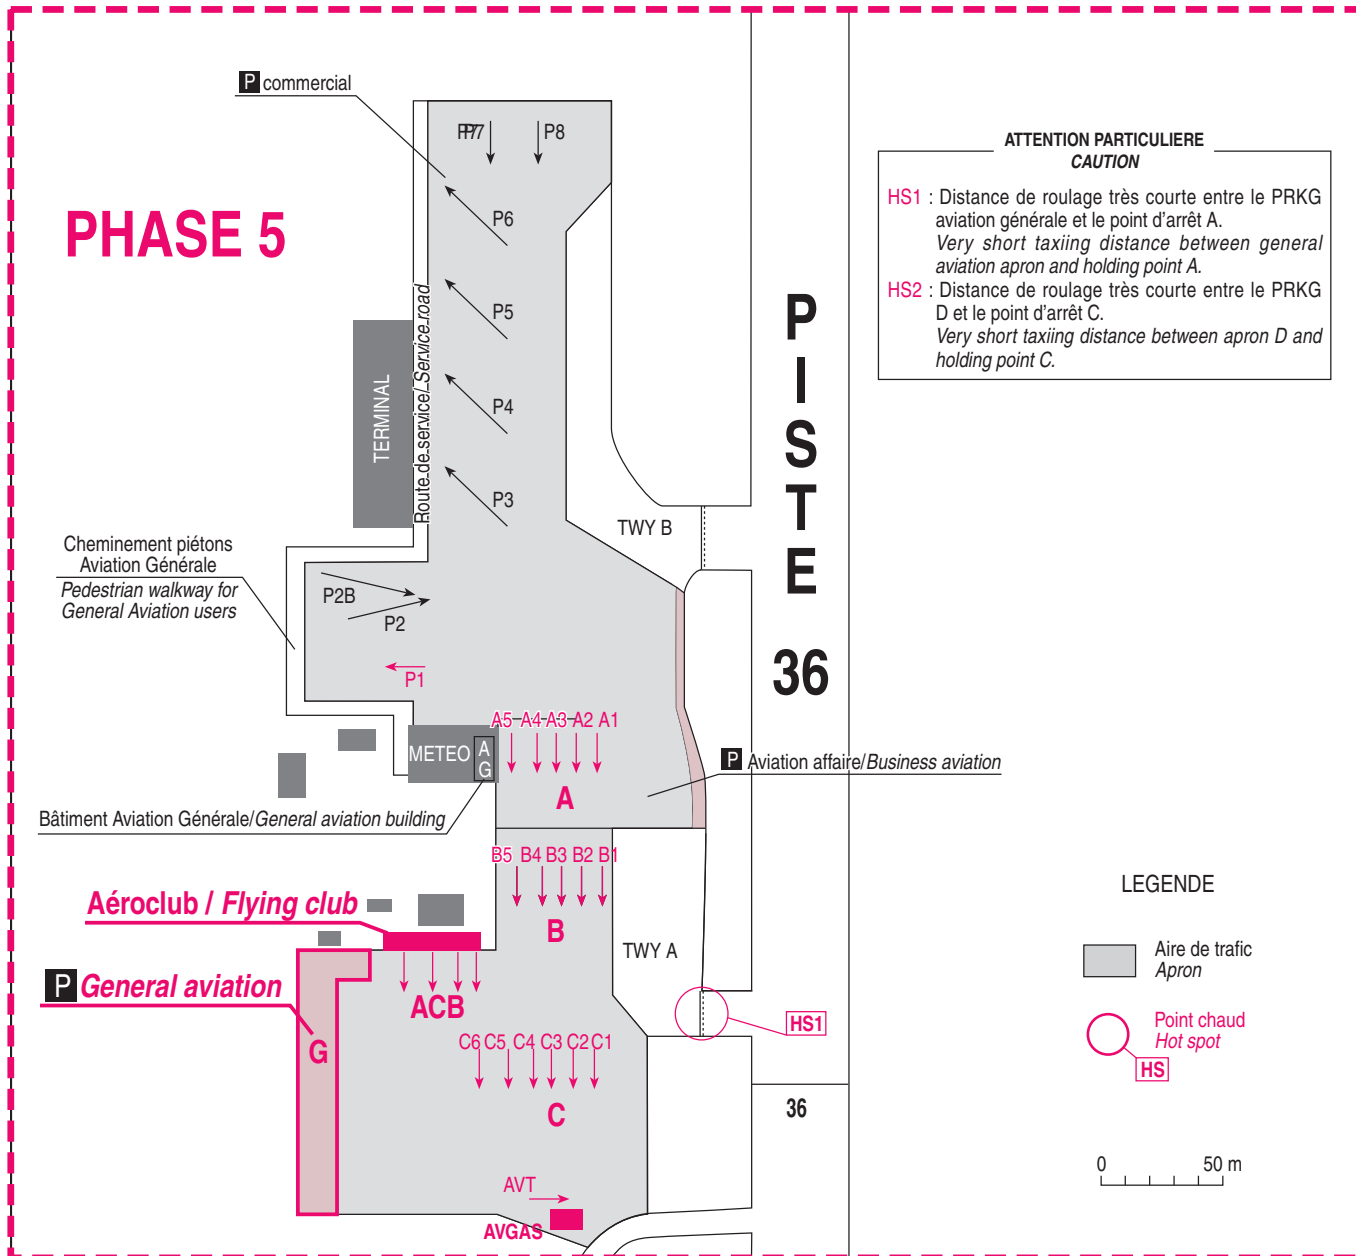 P commercial
P7 P8
ATTENTION PARTICULIERE
CAUTION
HS1 : Distance de roulage très courte entre le PRKG
aviation générale et le point d'arrêt A.
Very short taxiing distance between general
aviation apron and holding point A.
HS2 : Distance de roulage très courte entre le PRKG
D et le point d'arrêt C.
Very short taxiing distance between apron D and
holding point C.
PHASE 5
P6
P5
P4
P3
TERMINAL
Route de service/Service road
PISTE
36
TWY B
Cheminement piétons
Aviation Générale
Pedestrian walkway for
General Aviation users
P2B
P2
P1
A5 A4 A3 A2 A1
METEO
AG
A
P Aviation affaire/Business aviation
Bâtiment Aviation Générale/General aviation building
B5 B4 B3 B2 B1
B
TWY A
Aéroclub / Flying club
P General aviation
G
ACB
HS1
C6 C5 C4 C3 C2 C1
C
36
AVT
AVGAS
LEGENDE
Aire de trafic
Apron
Point chaud
Hot spot
HS
0 50 m